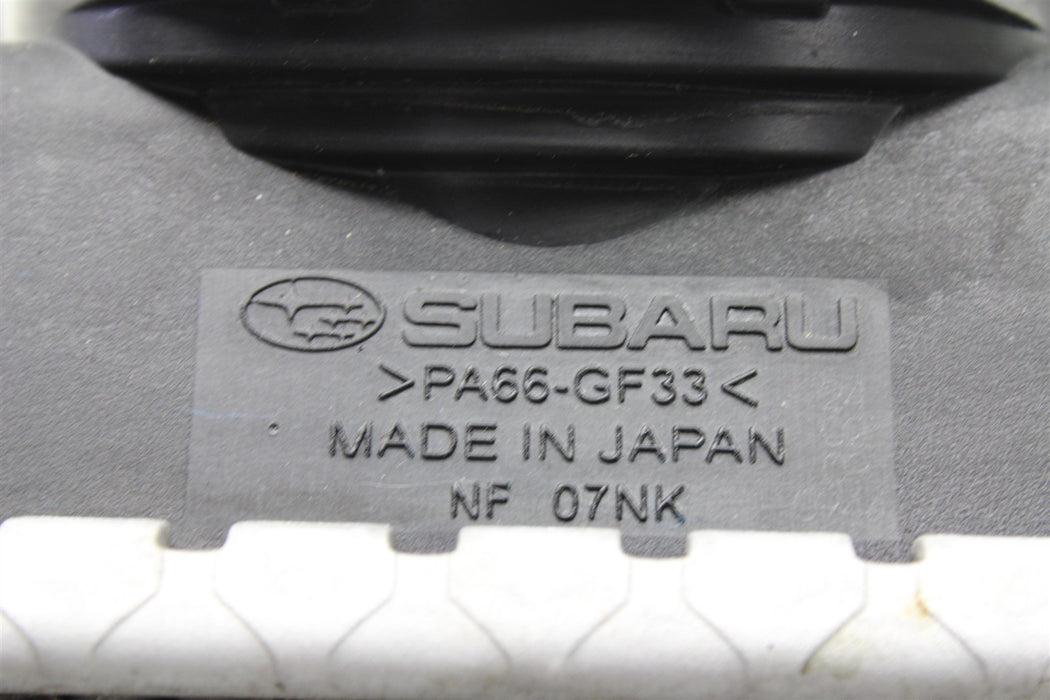 SUBARU
>PA66-GF33<
MADE IN JAPAN
NF 07NK